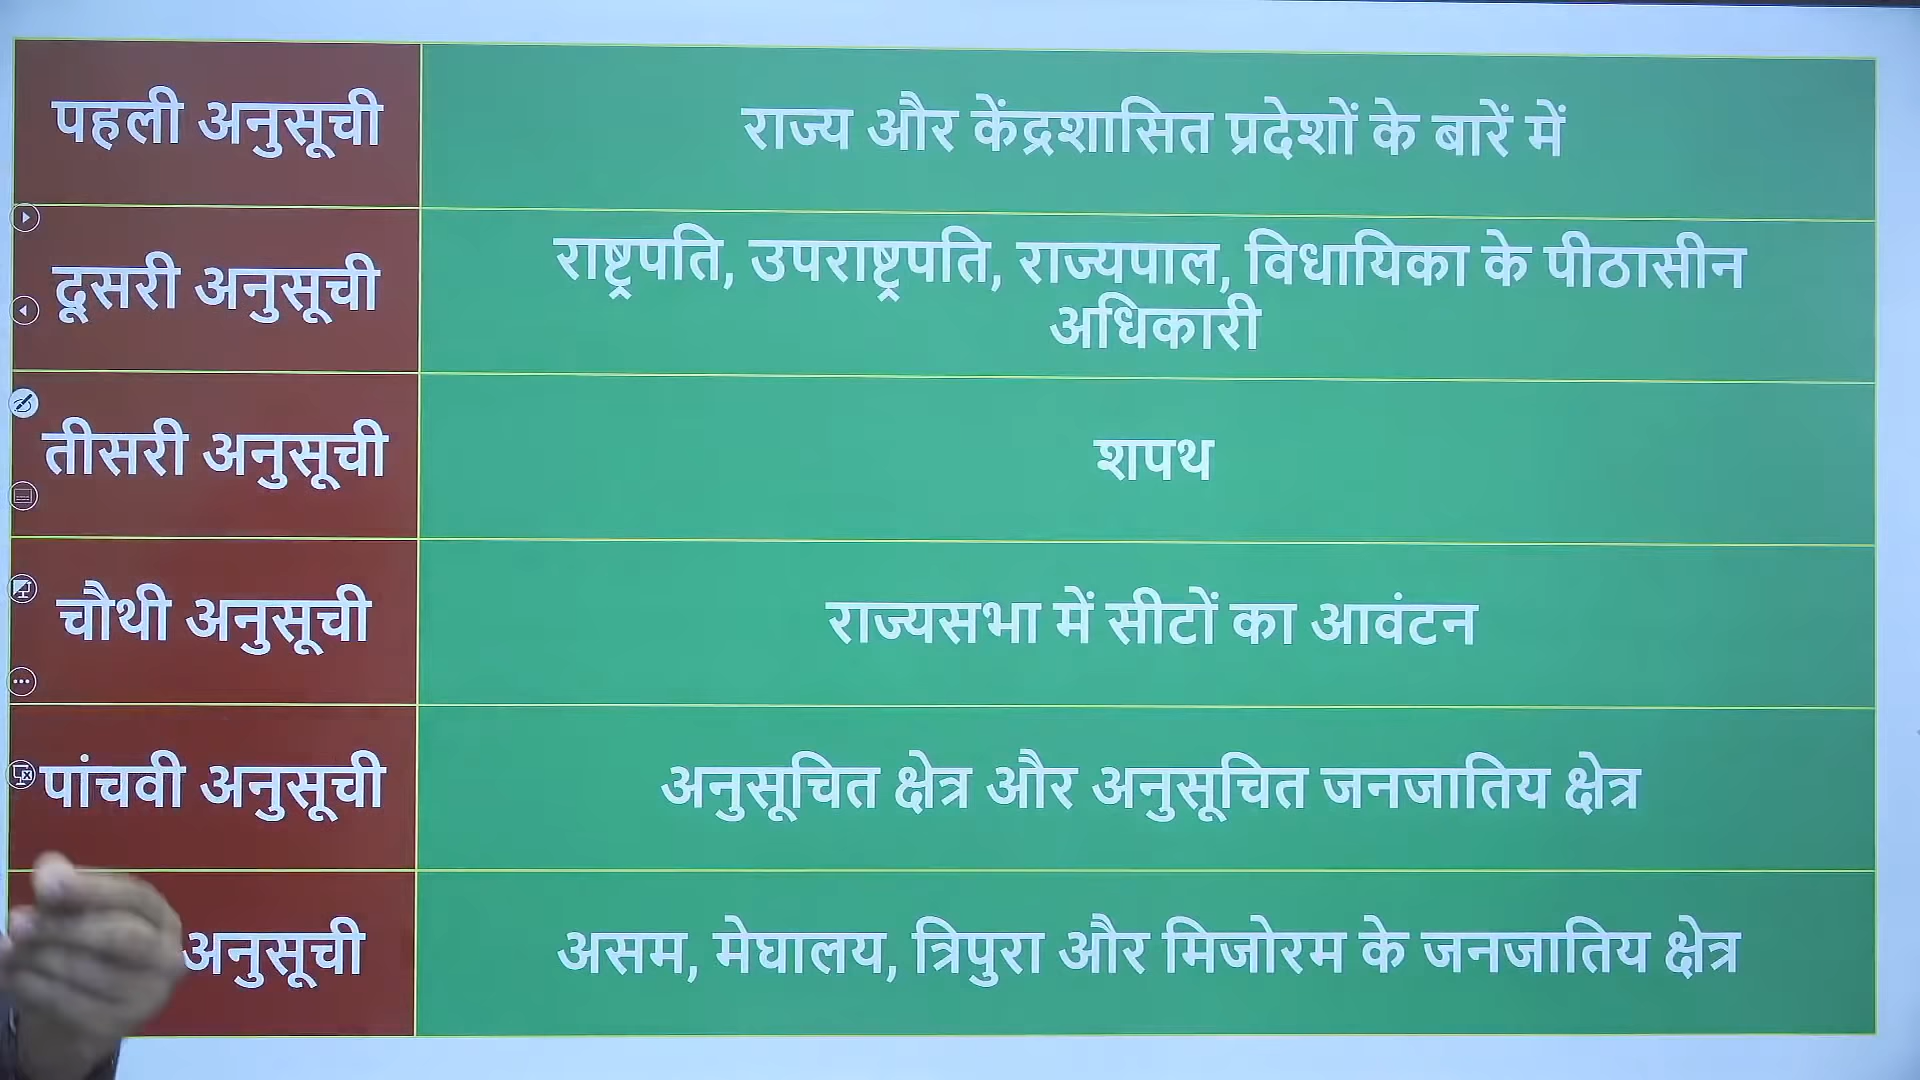 पहली अनुसूची
राज्य और केंद्रशासित प्रदेशों के बारें में
दूसरी अनुसूची
राष्ट्रपति, उपराष्ट्रपति, राज्यपाल, विधायिका के पीठासीन
अधिकारी
तीसरी अनुसूची
शपथ
चौथी अनुसूची
राज्यसभा में सीटों का आवंटन
पांचवी अनुसूची
अनुसूचित क्षेत्र और अनुसूचित जनजातिय क्षेत्र
अनुसूची
असम, मेघालय, त्रिपुरा और मिजोरम के जनजातिय क्षेत्र